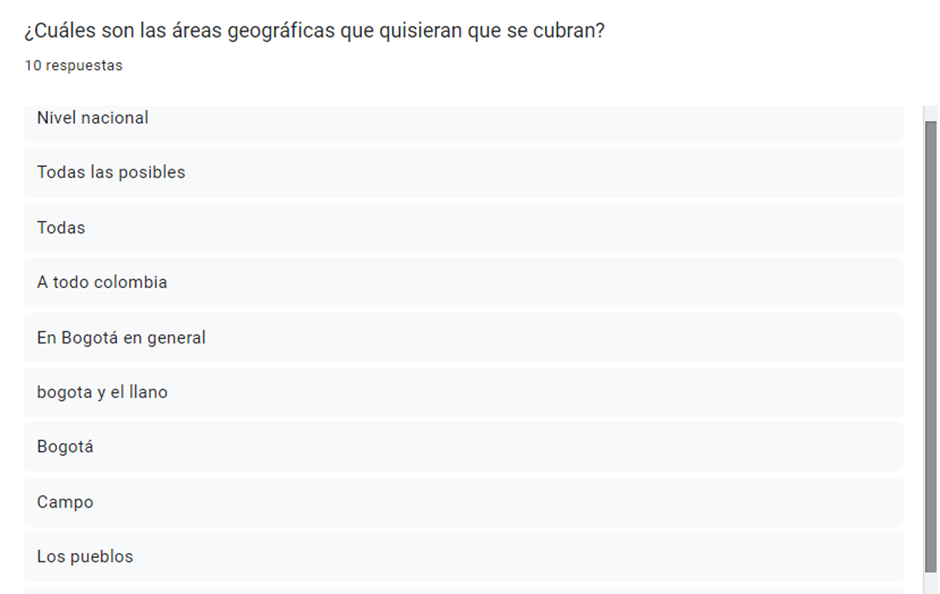 ¿Cuáles son las áreas geográficas que quisieran que se cubran?
10 respuestas
Nivel nacional
Todas las posibles
Todas
A todo colombia
En Bogotá en general
bogota y el llano
Bogotá
Campo
Los pueblos